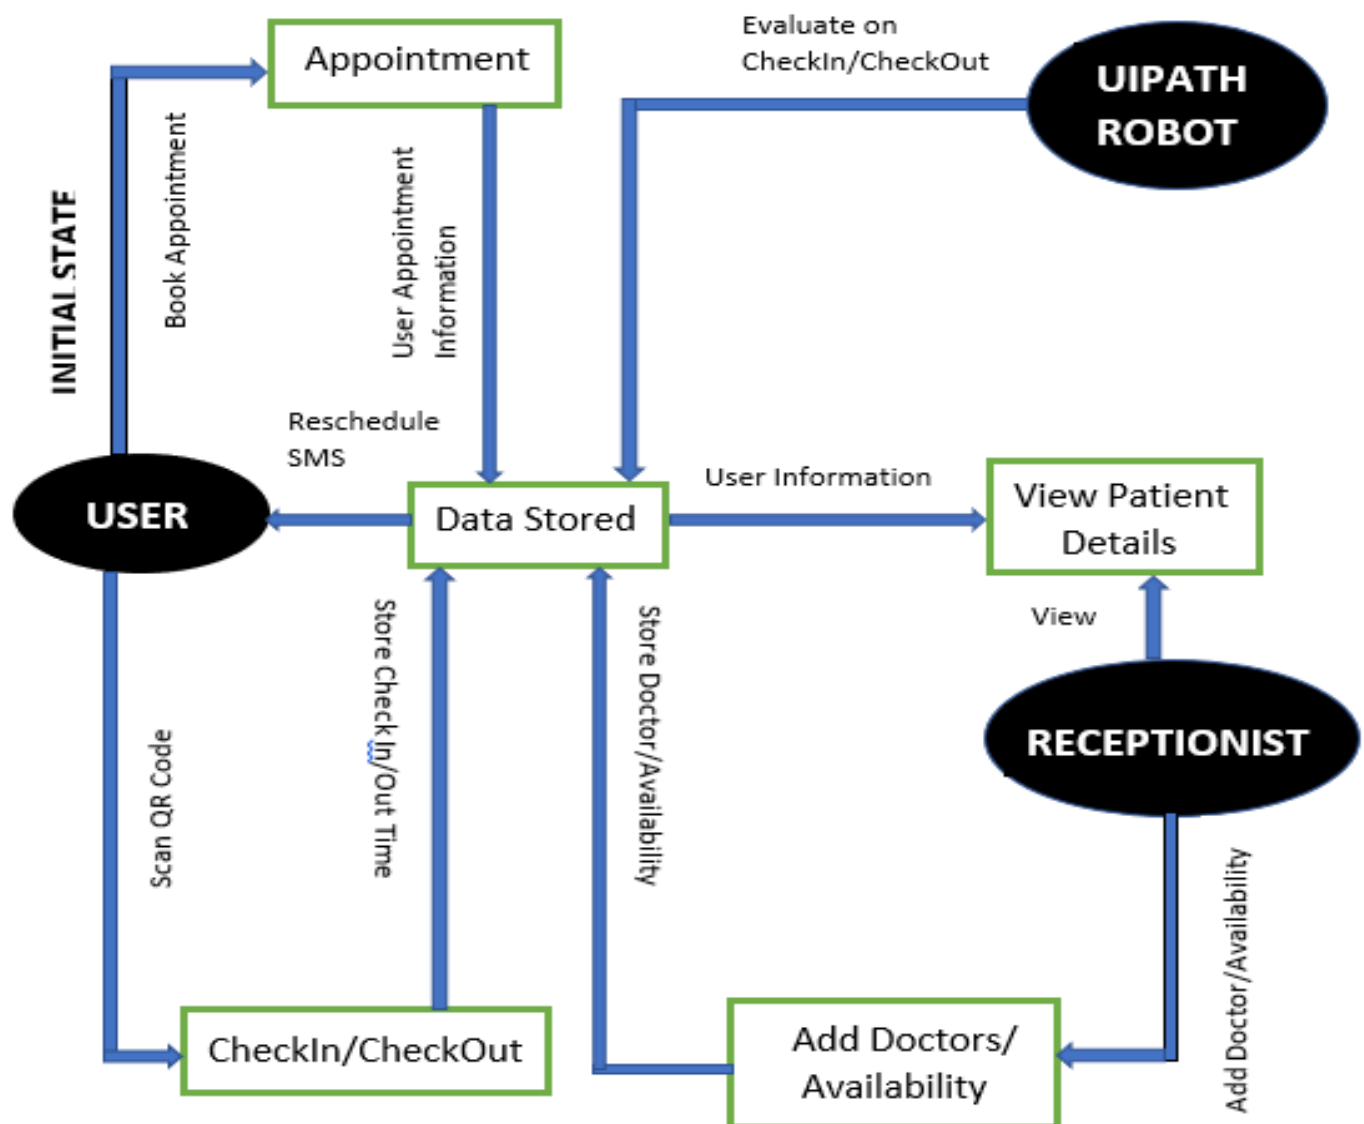 Appointment
Evaluate on
CheckIn/CheckOut
UIPATH
ROBOT
INITIAL STATE
Book Appointment
User Appointment
Information
Reschedule
SMS
USER
Data Stored
User Information
View Patient
Details
View
RECEPTIONIST
Scan QR Code
Store Check In/Out Time
Store Doctor/Availability
Add Doctor/Availability
CheckIn/CheckOut
Add Doctors/
Availability